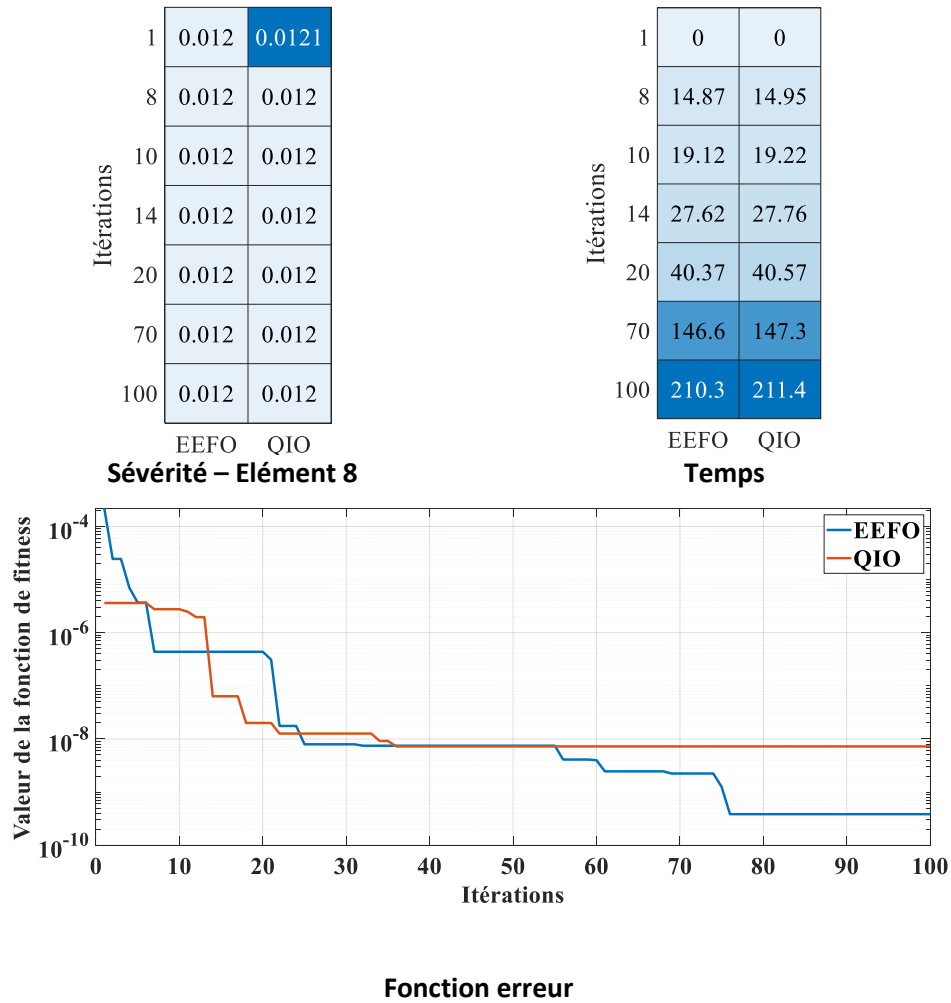 Itérations
1 0.012 0.0121
8 0.012 0.012
10 0.012 0.012
14 0.012 0.012
20 0.012 0.012
70 0.012 0.012
100 0.012 0.012
EEFO QIO
Sévérité – Elément 8
Itérations
1 0 0
8 14.87 14.95
10 19.12 19.22
14 27.62 27.76
20 40.37 40.57
70 146.6 147.3
100 210.3 211.4
EEFO QIO
Temps
Valeur de la fonction de fitness
10⁻⁴
10⁻⁶
10⁻⁸
10⁻¹⁰
EEFO
QIO
0 10 20 30 40 50 60 70 80 90 100
Itérations
Fonction erreur